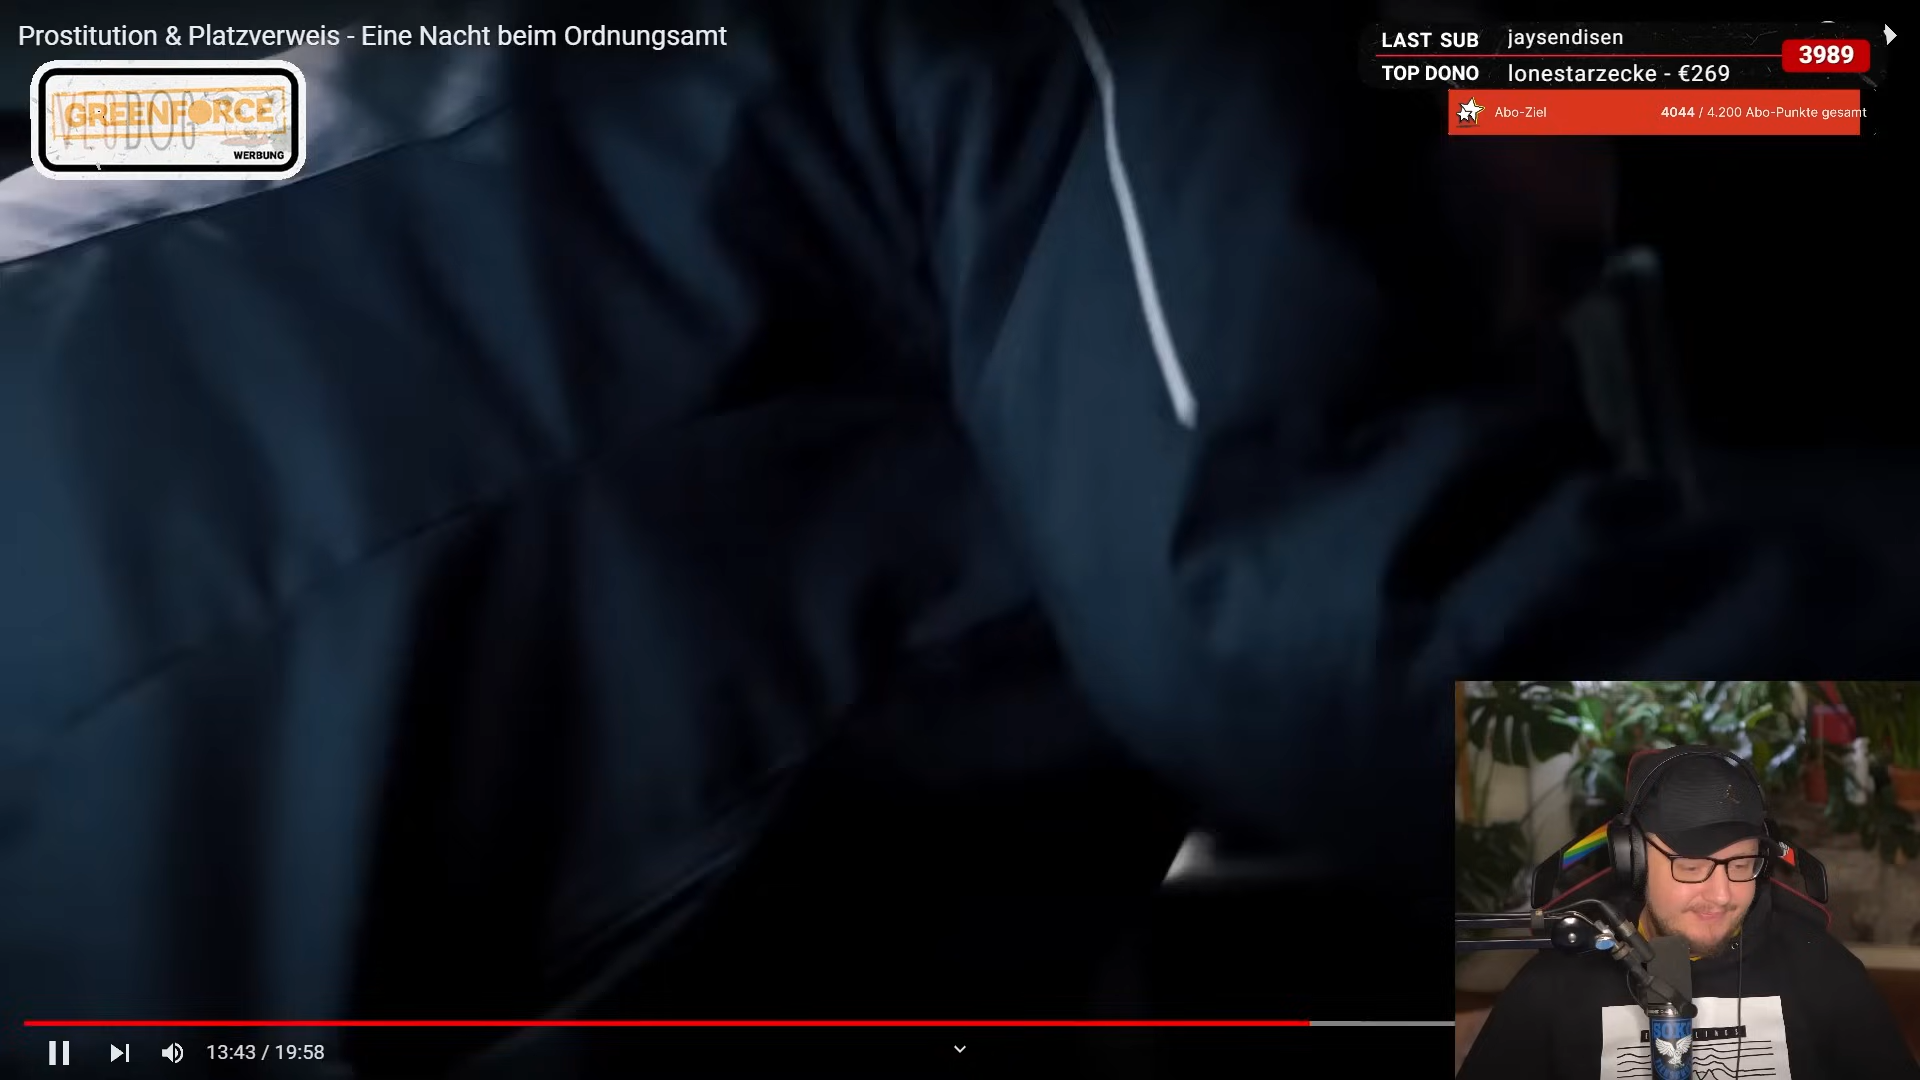 Prostitution & Platzverweis - Eine Nacht beim Ordnungsamt
GREENFORCE
WERBUNG
LAST SUB jaysendisen
TOP DONO lonestarzecke - €269
3989
Abo-Ziel 4044 / 4.200 Abo-Punkte gesamt
13:43 / 19:58